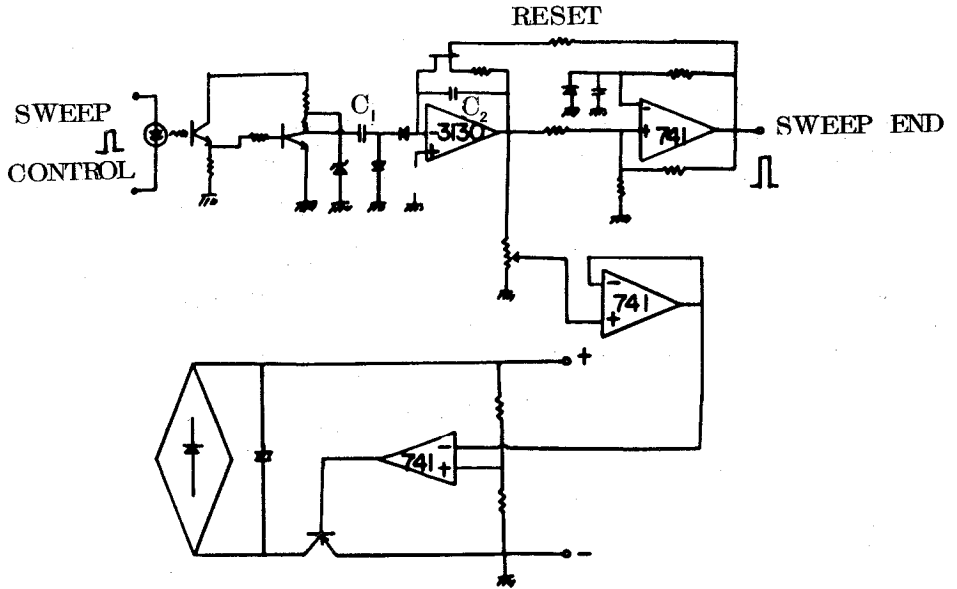 RESET
SWEEP
CONTROL
C1
C2
- 3130
+
-
+ 741
SWEEP END
-
741
+
+
-
741
+
-